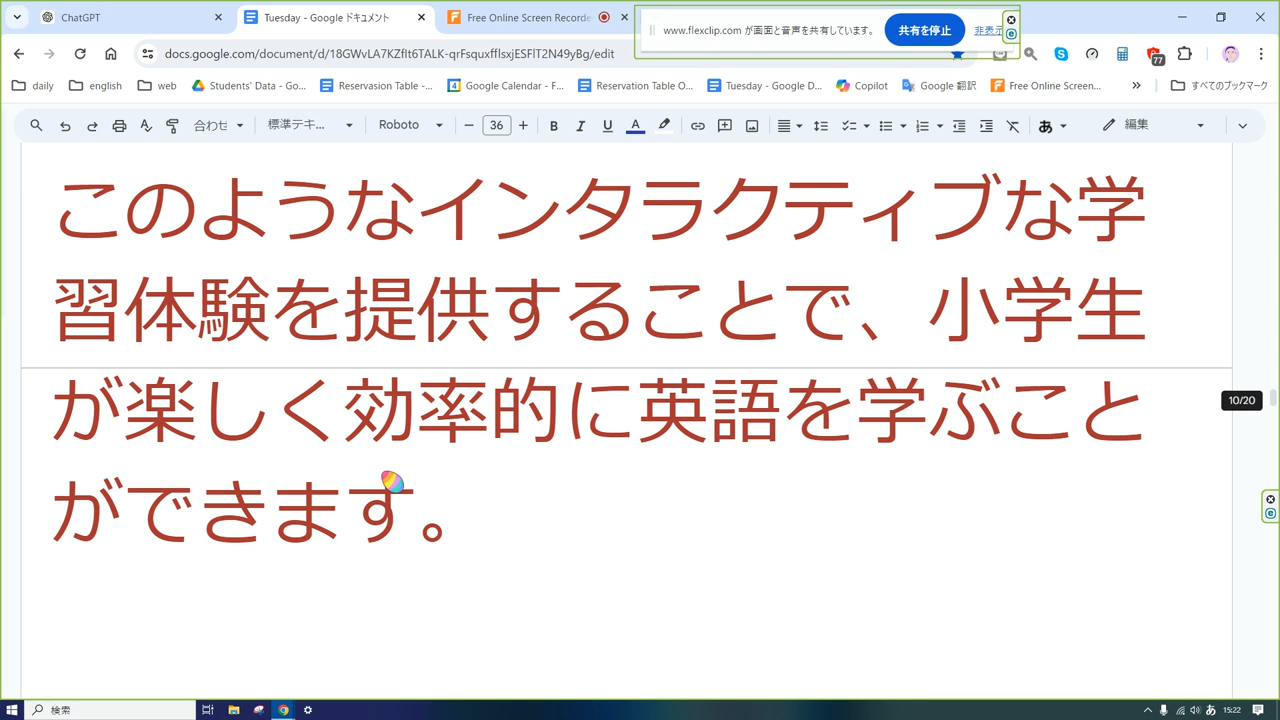 ChatGPT
Tuesday - Google ドキュメント
Free Online Screen Recorde
www.flexclip.com が画面と音声を共有しています。
共有を停止
非表示
docs.google.com/document/d/
/edit
77
daily
english
web
Students' Data - Go...
Reservasion Table -...
Google Calendar - F...
Reservation Table O...
Tuesday - Google D...
Copilot
Google 翻訳
Free Online Screen...
すべてのブックマーク
合わせ
標準テキ...
Roboto
36
編集
このようなインタラクティブな学
習体験を提供することで、小学生
が楽しく効率的に英語を学ぶこと
ができます。
10/20
検索
あ
15:22